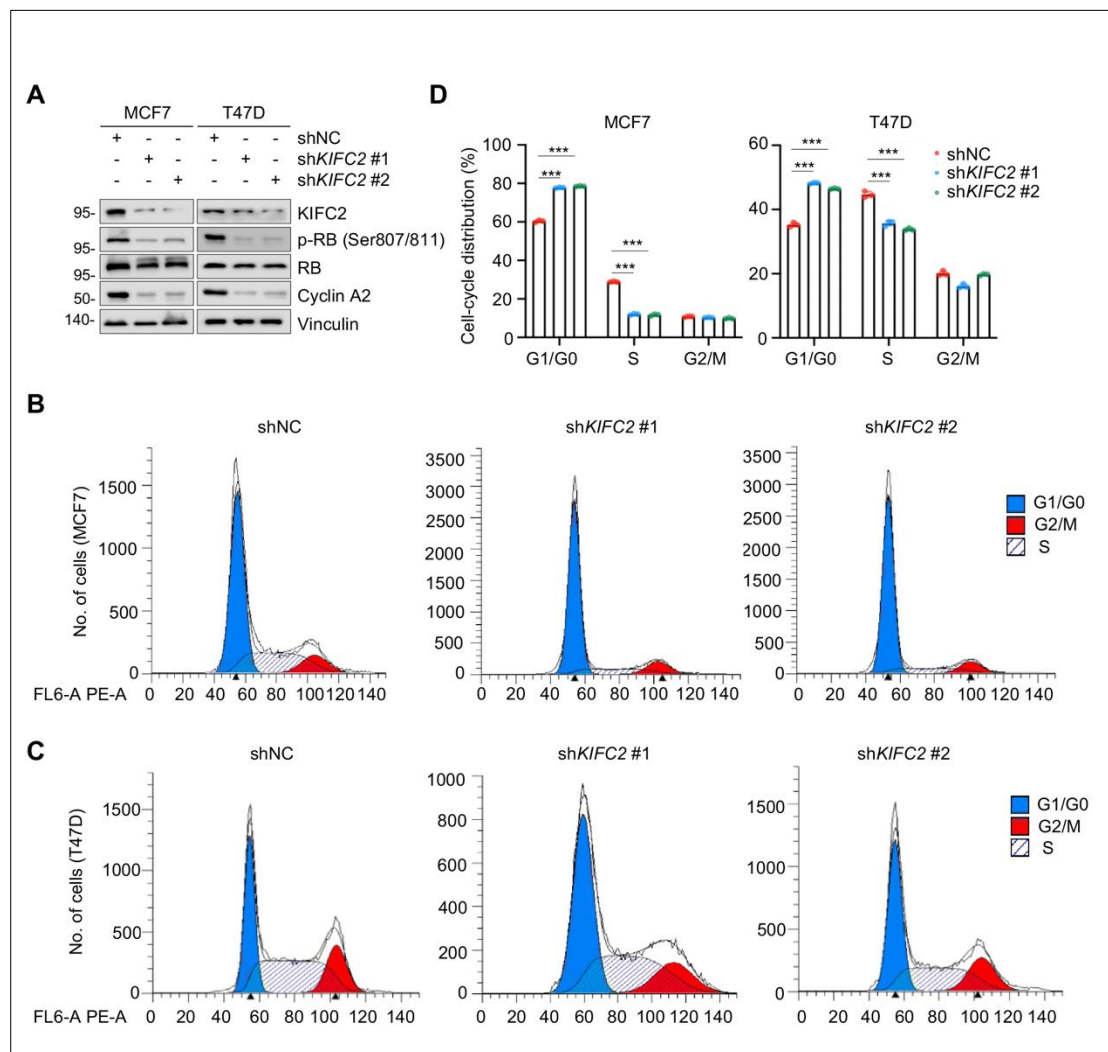 A
MCF7 T47D
+ - - + - - shNC
- + - - + - shKIFC2 #1
- - + - - + shKIFC2 #2
95- KIFC2
95- p-RB (Ser807/811)
95- RB
50- Cyclin A2
140- Vinculin
D
MCF7
Cell-cycle distribution (%)
100
80
60
40
20
0
***
***
***
***
G1/G0 S G2/M
T47D
60
40
20
0
***
***
***
***
G1/G0 S G2/M
shNC
shKIFC2 #1
shKIFC2 #2
B
shNC
No. of cells (MCF7)
1500
1000
500
0
FL6-A PE-A 0 20 40 60 80 100 120 140
shKIFC2 #1
3500
3000
2500
2000
1500
1000
500
0
0 20 40 60 80 100 120 140
shKIFC2 #2
3500
3000
2500
2000
1500
1000
500
0
0 20 40 60 80 100 120 140
G1/G0
G2/M
S
C
shNC
No. of cells (T47D)
1500
1000
500
0
FL6-A PE-A 0 20 40 60 80 100 120 140
shKIFC2 #1
1000
800
600
400
200
0
0 20 40 60 80 100 120 140
shKIFC2 #2
1500
1000
500
0
0 20 40 60 80 100 120 140
G1/G0
G2/M
S